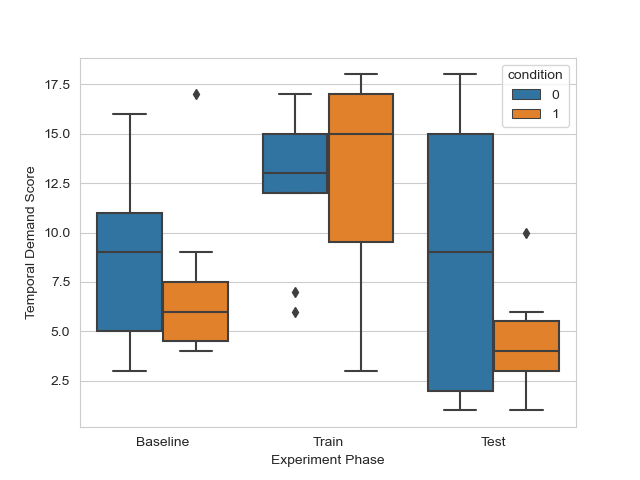 condition
0
1
17.5
15.0
12.5
10.0
7.5
5.0
2.5
Temporal Demand Score
Baseline Train Test
Experiment Phase